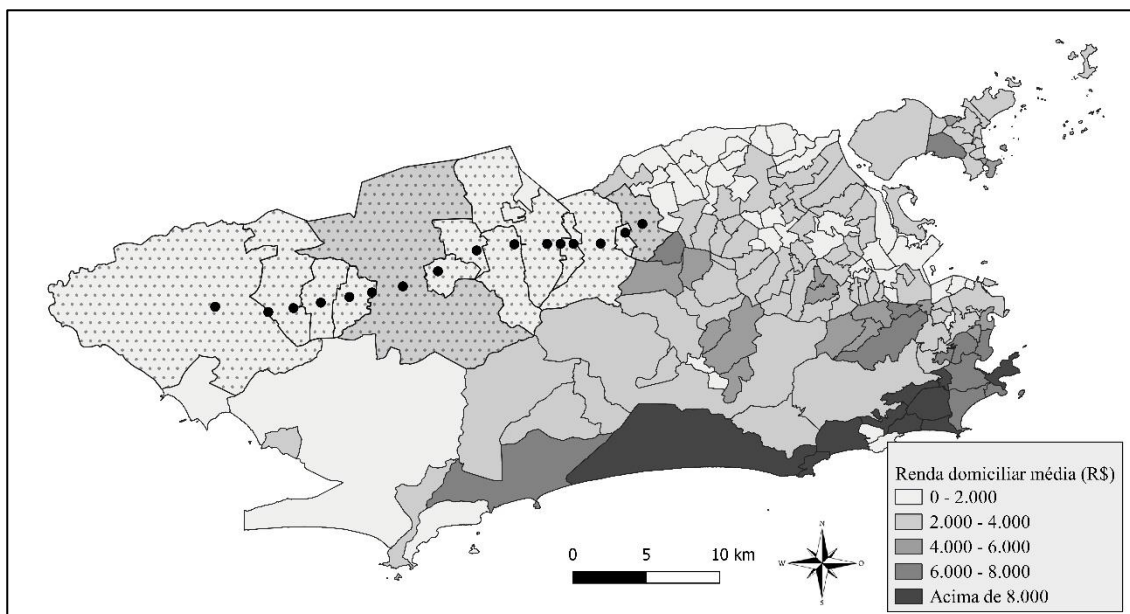 Renda domiciliar média (R$)
0 - 2.000
2.000 - 4.000
4.000 - 6.000
6.000 - 8.000
Acima de 8.000
0 5 10 km
N
W O
S